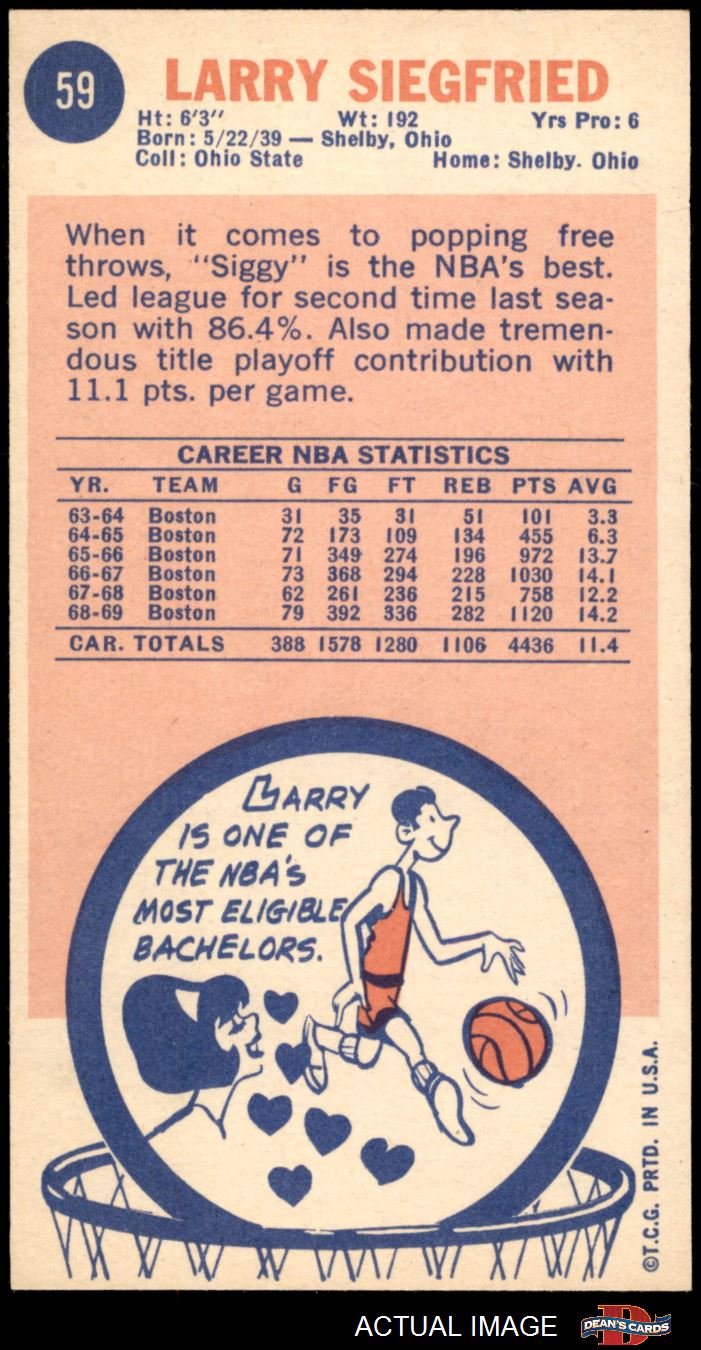 59
LARRY SIEGFRIED
Ht: 6'3" Wt: 192 Yrs Pro: 6
Born: 5/22/39 — Shelby, Ohio
Coll: Ohio State Home: Shelby. Ohio
When it comes to popping free
throws, "Siggy" is the NBA's best.
Led league for second time last sea-
son with 86.4%. Also made tremen-
dous title playoff contribution with
11.1 pts. per game.
CAREER NBA STATISTICS
YR. TEAM G FG FT REB PTS AVG
63-64 Boston 31 35 31 51 101 3.3
64-65 Boston 72 173 109 134 455 6.3
65-66 Boston 71 349 274 196 972 13.7
66-67 Boston 73 368 294 228 1030 14.1
67-68 Boston 62 261 236 215 758 12.2
68-69 Boston 79 392 336 282 1120 14.2
CAR. TOTALS 388 1578 1280 1106 4436 11.4
LARRY
IS ONE OF
THE NBA'S
MOST ELIGIBLE
BACHELORS.
©T.C.G. PRTD. IN U.S.A.
ACTUAL IMAGE
D
DEAN'S CARDS